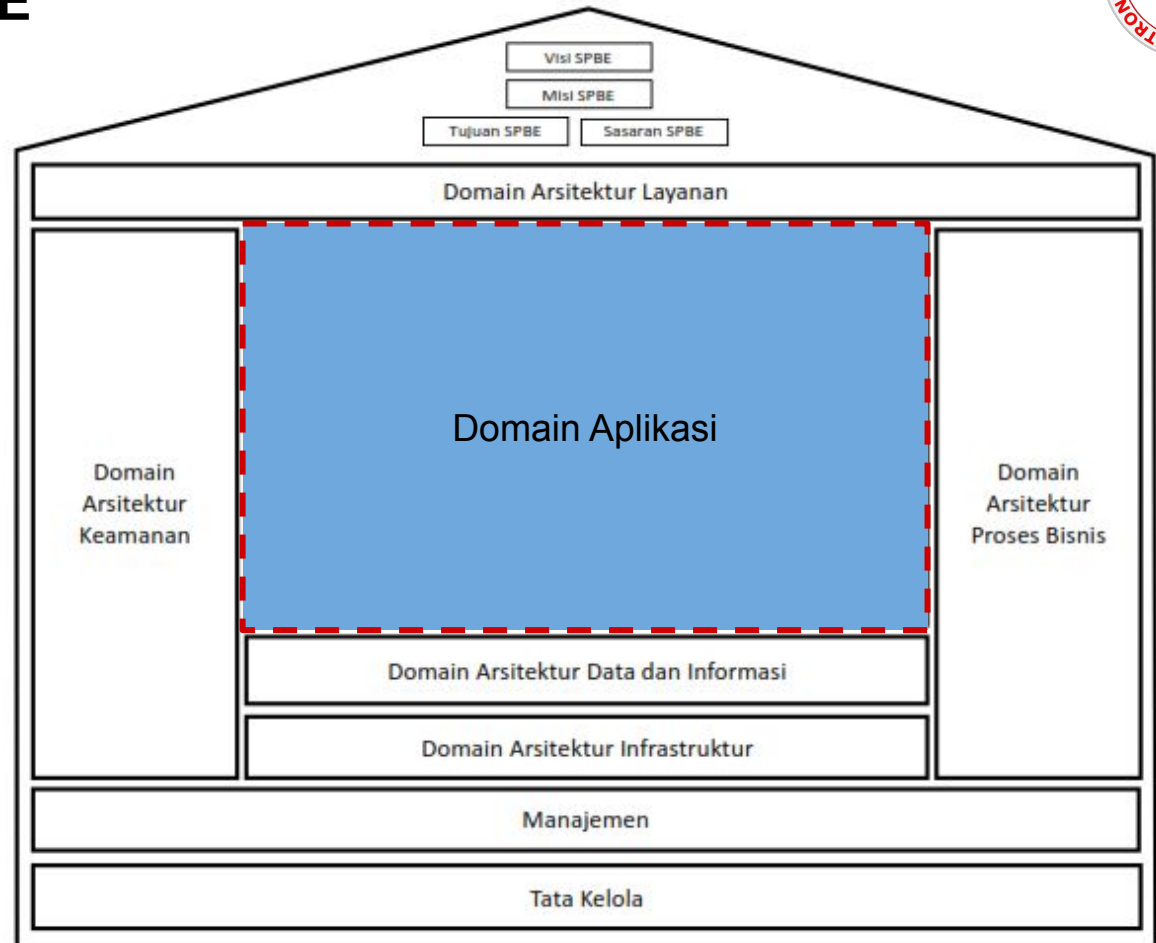 E
TRON
Visi SPBE
Misi SPBE
Tujuan SPBE
Sasaran SPBE
Domain Arsitektur Layanan
Domain
Arsitektur
Keamanan
Domain Aplikasi
Domain
Arsitektur
Proses Bisnis
Domain Arsitektur Data dan Informasi
Domain Arsitektur Infrastruktur
Manajemen
Tata Kelola